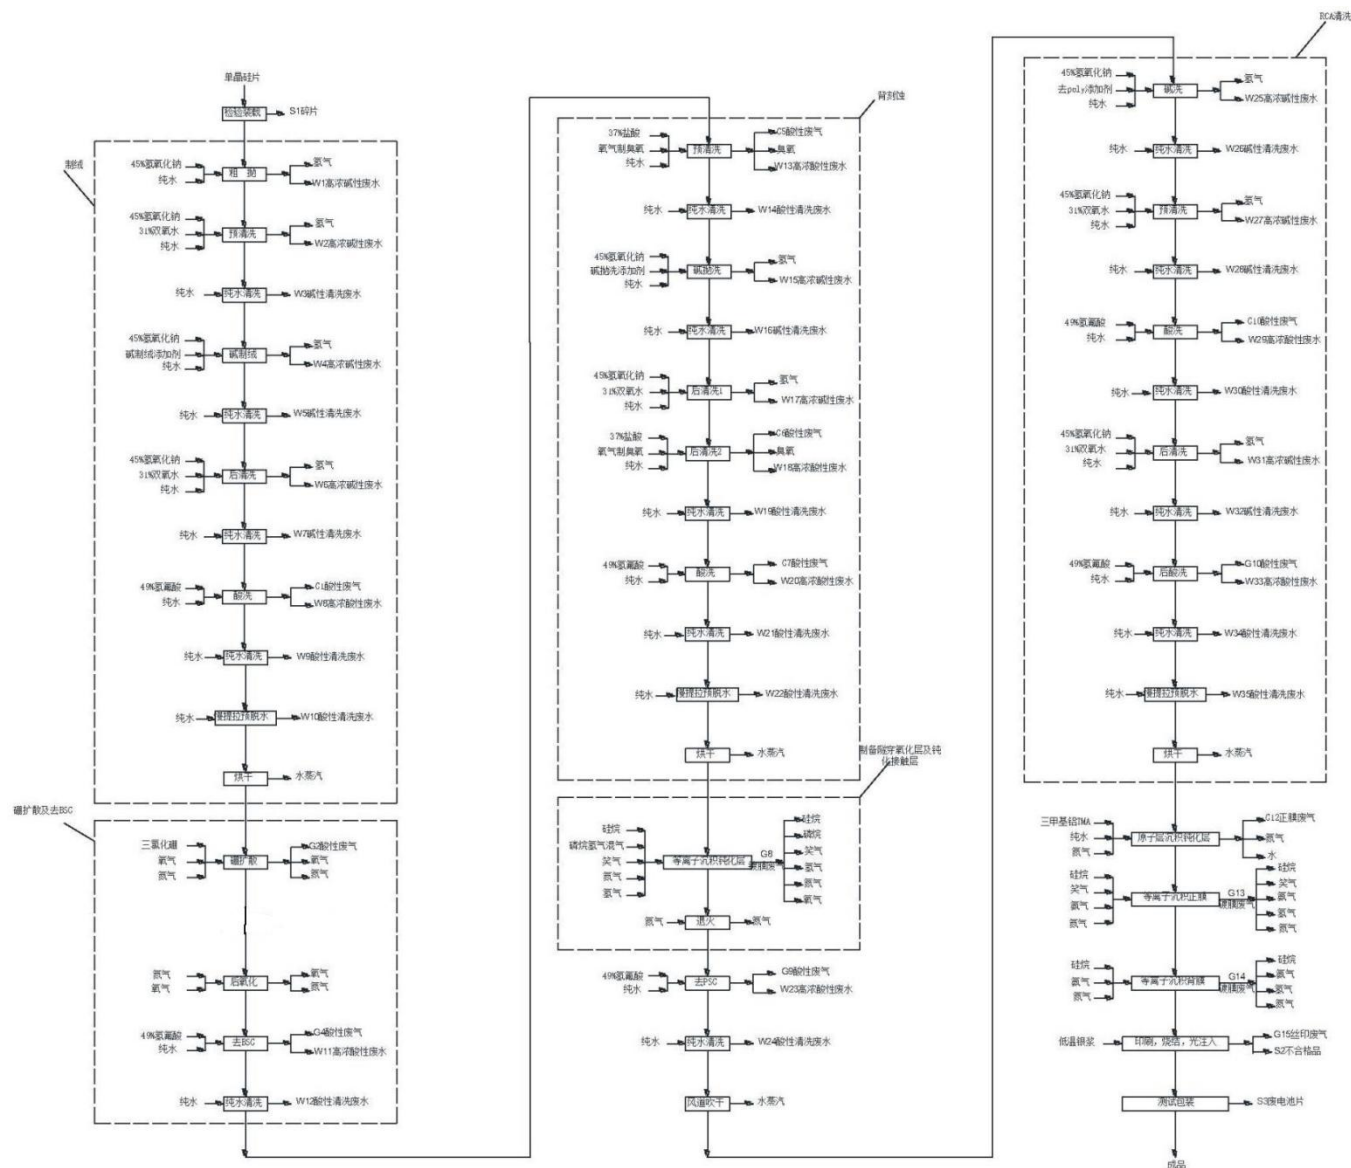 单晶硅片
检验装载
S1碎片
制绒
45%氢氧化钠
纯水
粗 抛
氢气
W1高浓碱性废水
45%氢氧化钠
31%双氧水
纯水
预清洗
氢气
W2高浓碱性废水
纯水
纯水清洗
W3碱性清洗废水
45%氢氧化钠
碱制绒添加剂
纯水
碱制绒
氢气
W4高浓碱性废水
纯水
纯水清洗
W5碱性清洗废水
45%氢氧化钠
31%双氧水
纯水
后清洗
氢气
W6高浓碱性废水
纯水
纯水清洗
W7碱性清洗废水
49%氢氟酸
纯水
酸洗
G1酸性废气
W8高浓酸性废水
纯水
纯水清洗
W9酸性清洗废水
纯水
慢提拉预脱水
W10酸性清洗废水
烘干
水蒸汽
硼扩散及去BSG
三氯化硼
氧气
氮气
硼扩散
G2酸性废气
氧气
氮气
氮气
氧气
后氧化
氧气
氮气
49%氢氟酸
纯水
去BSG
G4酸性废气
W11高浓酸性废水
纯水
纯水清洗
W12酸性清洗废水
背刻蚀
37%盐酸
氧气制臭氧
纯水
预清洗
G5酸性废气
臭氧
W13高浓酸性废水
纯水
纯水清洗
W14酸性清洗废水
45%氢氧化钠
碱抛洗添加剂
纯水
碱抛洗
氢气
W15高浓碱性废水
纯水
纯水清洗
W16碱性清洗废水
45%氢氧化钠
31%双氧水
纯水
后清洗1
氢气
W17高浓碱性废水
37%盐酸
氧气制臭氧
纯水
后清洗2
G6酸性废气
臭氧
W18高浓酸性废水
纯水
纯水清洗
W19酸性清洗废水
49%氢氟酸
纯水
酸洗
G7酸性废气
W20高浓酸性废水
纯水
纯水清洗
W21酸性清洗废水
纯水
慢提拉预脱水
W22酸性清洗废水
烘干
水蒸汽
制备隧穿氧化层及钝
化接触层
硅烷
磷烷氢气混气
笑气
氮气
氢气
等离子沉积钝化层
G8
镀膜废气
硅烷
磷烷
笑气
氢气
氮气
氧气
氮气
退火
氮气
49%氢氟酸
纯水
去PSG
G9酸性废气
W23高浓酸性废水
纯水
纯水清洗
W24酸性清洗废水
风道吹干
水蒸汽
RCA清洗
45%氢氧化钠
去poly添加剂
纯水
碱洗
氢气
W25高浓碱性废水
纯水
纯水清洗
W26碱性清洗废水
45%氢氧化钠
31%双氧水
纯水
预清洗
氢气
W27高浓碱性废水
纯水
纯水清洗
W28碱性清洗废水
49%氢氟酸
纯水
酸洗
G10酸性废气
W29高浓酸性废水
纯水
纯水清洗
W30酸性清洗废水
45%氢氧化钠
31%双氧水
纯水
后清洗
氢气
W31高浓碱性废水
纯水
纯水清洗
W32碱性清洗废水
49%氢氟酸
纯水
后酸洗
G10酸性废气
W33高浓酸性废水
纯水
纯水清洗
W34酸性清洗废水
纯水
慢提拉预脱水
W35酸性清洗废水
烘干
水蒸汽
三甲基铝TMA
纯水
氮气
原子层沉积钝化层
G12正膜废气
氮气
水
硅烷
笑气
氨气
氮气
等离子沉积正膜
G13
镀膜废气
硅烷
笑气
氨气
氢气
氮气
硅烷
氨气
氮气
等离子沉积背膜
G14
镀膜废气
硅烷
氨气
氢气
氮气
低温银浆
印刷,烧结,光注入
G15丝印废气
S2不合格品
测试包装
S3废电池片
成品